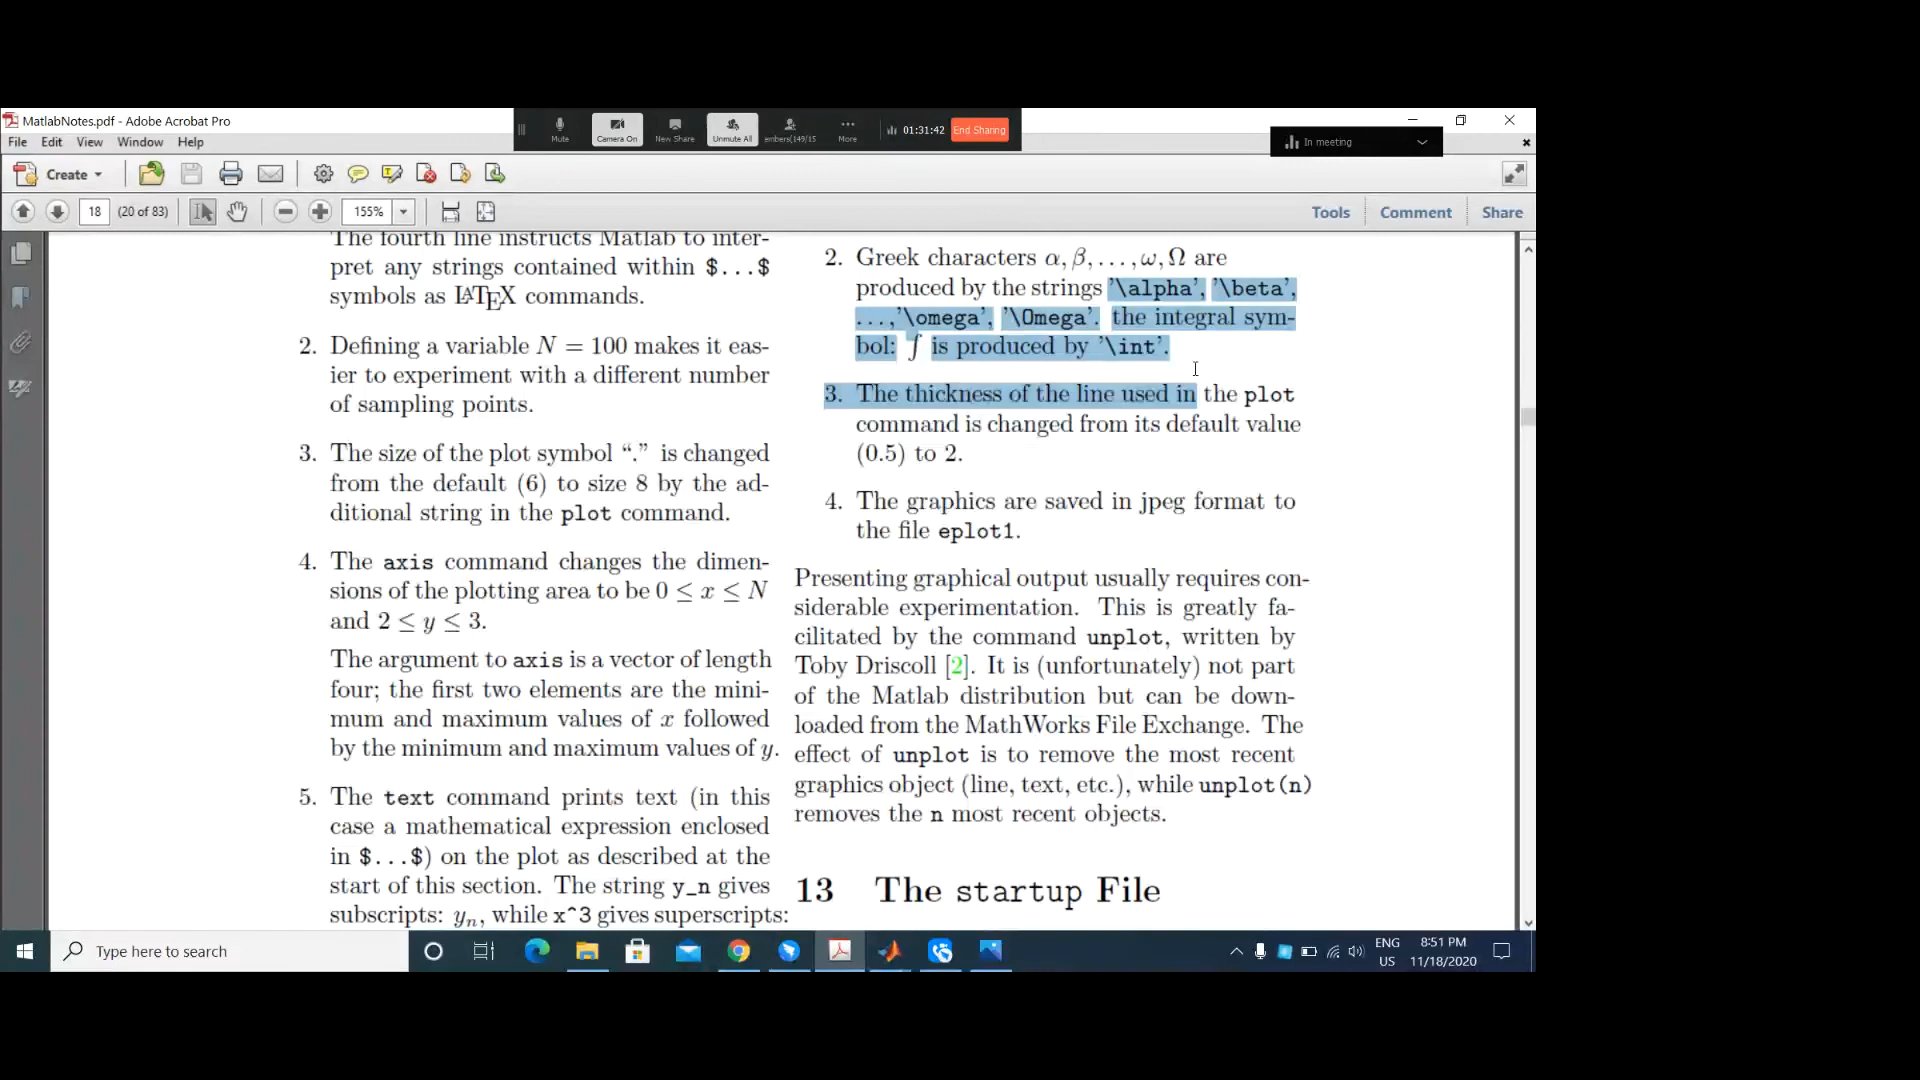 MatlabNotes.pdf - Adobe Acrobat Pro
Mute
Camera On
New Share
Unmute All
embers(149/15
More
01:31:42
End Sharing
In meeting
File Edit View Window Help
Create
18 (20 of 83)
155%
Tools Comment Share
The fourth line instructs Matlab to inter-
pret any strings contained within $...$
symbols as LATEX commands.
2. Defining a variable N = 100 makes it eas-
ier to experiment with a different number
of sampling points.
3. The size of the plot symbol “.” is changed
from the default (6) to size 8 by the ad-
ditional string in the plot command.
4. The axis command changes the dimen-
sions of the plotting area to be 0 ≤ x ≤ N
and 2 ≤ y ≤ 3.
The argument to axis is a vector of length
four; the first two elements are the mini-
mum and maximum values of x followed
by the minimum and maximum values of y.
5. The text command prints text (in this
case a mathematical expression enclosed
in $...$) on the plot as described at the
start of this section. The string y_n gives
subscripts: yₙ, while x^3 gives superscripts:
2. Greek characters α, β, . . . , ω, Ω are
produced by the strings ’\alpha’, ’\beta’,
...,’\omega’, ’\Omega’. the integral sym-
bol: ∫ is produced by ’\int’.
3. The thickness of the line used in the plot
command is changed from its default value
(0.5) to 2.
4. The graphics are saved in jpeg format to
the file eplot1.
Presenting graphical output usually requires con-
siderable experimentation. This is greatly fa-
cilitated by the command unplot, written by
Toby Driscoll [2]. It is (unfortunately) not part
of the Matlab distribution but can be down-
loaded from the MathWorks File Exchange. The
effect of unplot is to remove the most recent
graphics object (line, text, etc.), while unplot(n)
removes the n most recent objects.
13 The startup File
Type here to search
ENG
US
8:51 PM
11/18/2020